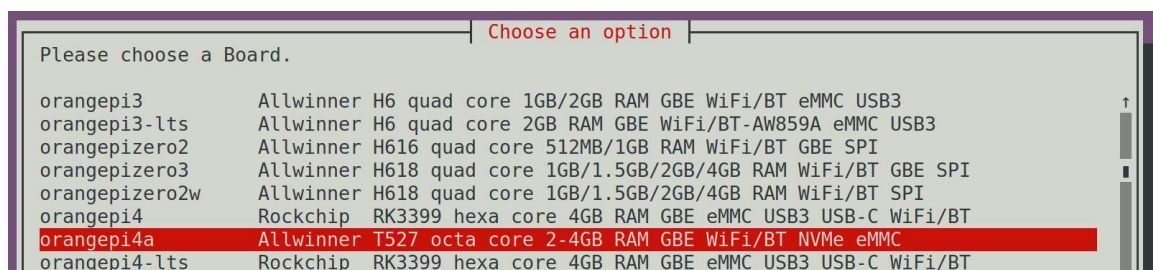 Choose an option
Please choose a Board.
orangepi3 Allwinner H6 quad core 1GB/2GB RAM GBE WiFi/BT eMMC USB3
orangepi3-lts Allwinner H6 quad core 2GB RAM GBE WiFi/BT-AW859A eMMC USB3
orangepizero2 Allwinner H616 quad core 512MB/1GB RAM WiFi/BT GBE SPI
orangepizero3 Allwinner H618 quad core 1GB/1.5GB/2GB/4GB RAM WiFi/BT GBE SPI
orangepizero2w Allwinner H618 quad core 1GB/1.5GB/2GB/4GB RAM WiFi/BT SPI
orangepi4 Rockchip RK3399 hexa core 4GB RAM GBE eMMC USB3 USB-C WiFi/BT
orangepi4a Allwinner T527 octa core 2-4GB RAM GBE WiFi/BT NVMe eMMC
orangepi4-lts Rockchip RK3399 hexa core 4GB RAM GBE eMMC USB3 USB-C WiFi/BT